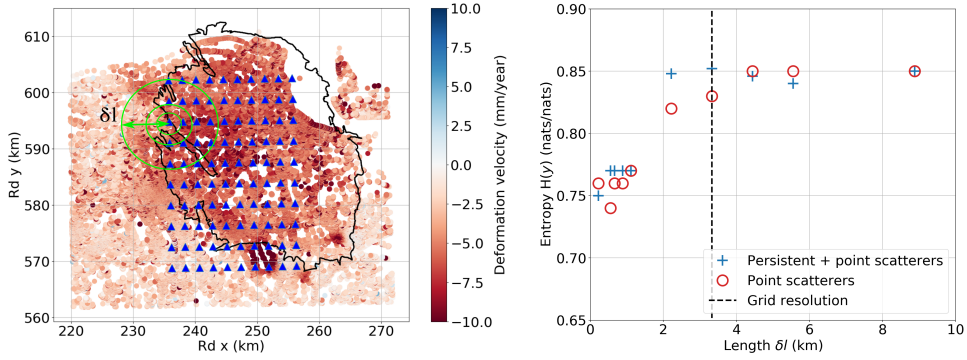 610
600
590
580
570
560
Rd y (km)
δl
220 230 240 250 260 270
Rd x (km)
10.0
7.5
5.0
2.5
0.0
−2.5
−5.0
−7.5
−10.0
Deformation velocity (mm/year)
0.90
0.85
0.80
0.75
0.70
0.65
Entropy H(y) (nats/nats)
Persistent + point scatterers
Point scatterers
Grid resolution
0 2 4 6 8 10
Length δl (km)